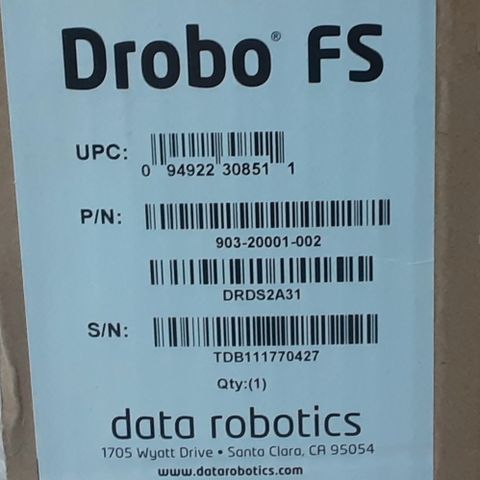 Drobo® FS
UPC:
0 94922 30851 1
P/N:
903-20001-002
DRDS2A31
S/N:
TDB111770427
Qty:(1)
data robotics
1705 Wyatt Drive • Santa Clara, CA 95054
www.datarobotics.com